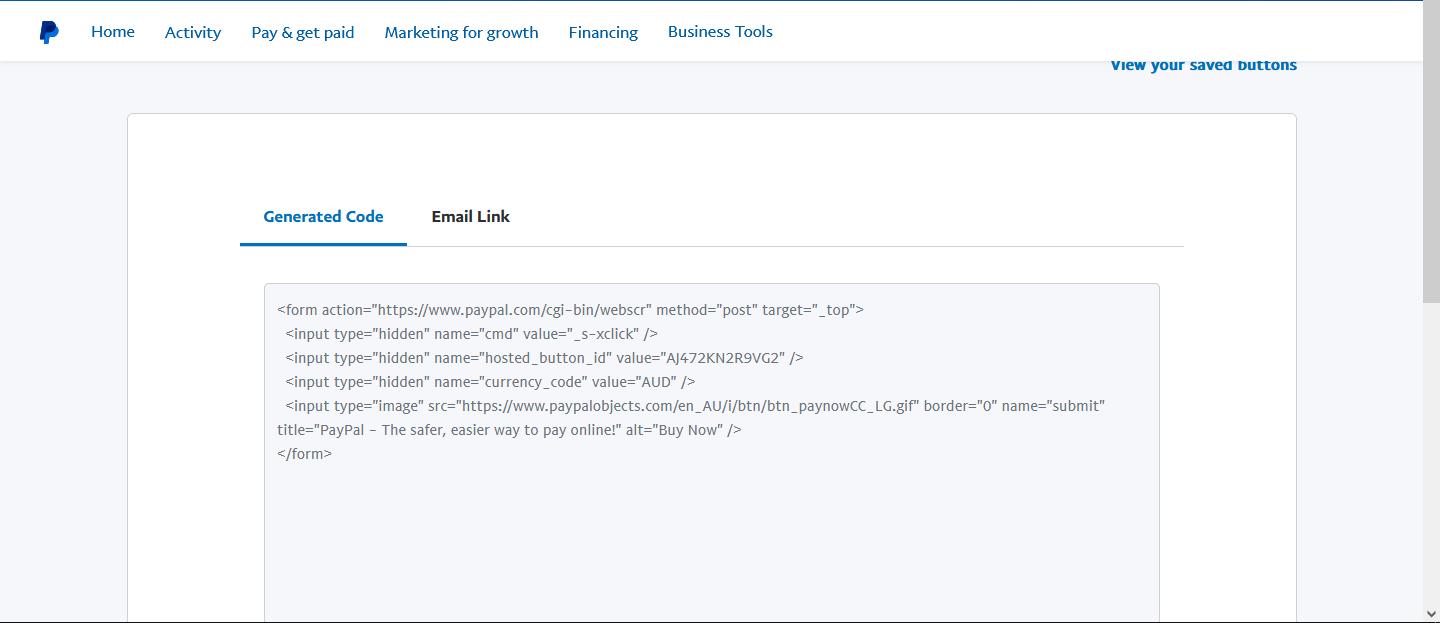 Home Activity Pay & get paid Marketing for growth Financing Business Tools
View your saved buttons
Generated Code Email Link
<form action="https://www.paypal.com/cgi-bin/webscr" method="post" target="_top">
<input type="hidden" name="cmd" value="_s-xclick" />
<input type="hidden" name="hosted_button_id" value="AJ472KN2R9VG2" />
<input type="hidden" name="currency_code" value="AUD" />
<input type="image" src="https://www.paypalobjects.com/en_AU/i/btn/btn_paynowCC_LG.gif" border="0" name="submit"
title="PayPal - The safer, easier way to pay online!" alt="Buy Now" />
</form>